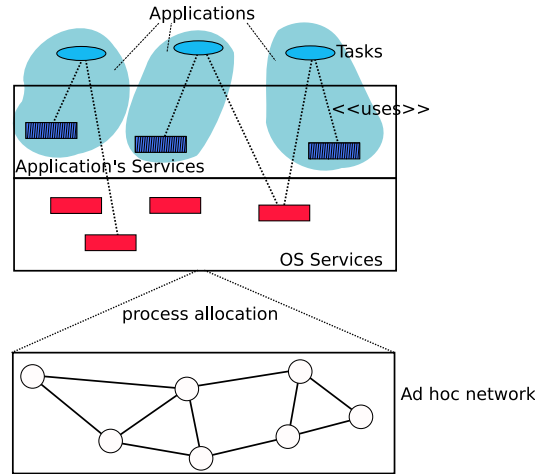 Applications
Tasks
<<uses>>
Application's Services
OS Services
process allocation
Ad hoc network